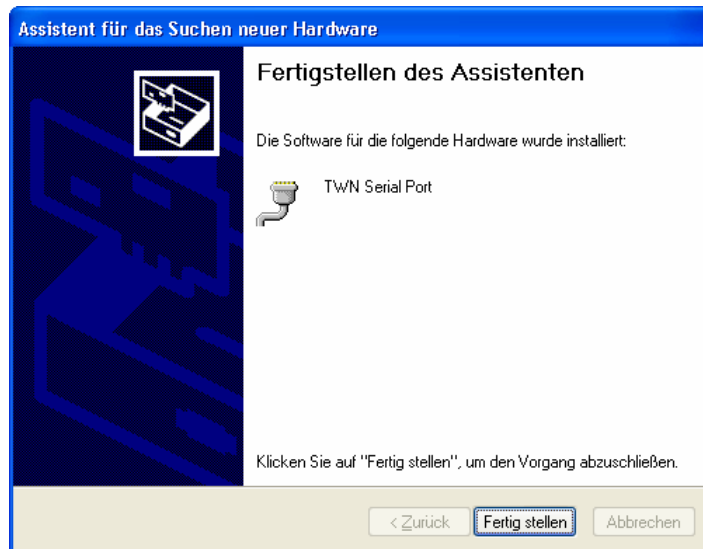 Assistent für das Suchen neuer Hardware
Fertigstellen des Assistenten
Die Software für die folgende Hardware wurde installiert:
TWN Serial Port
Klicken Sie auf "Fertig stellen", um den Vorgang abzuschließen.
< Zurück Fertig stellen Abbrechen